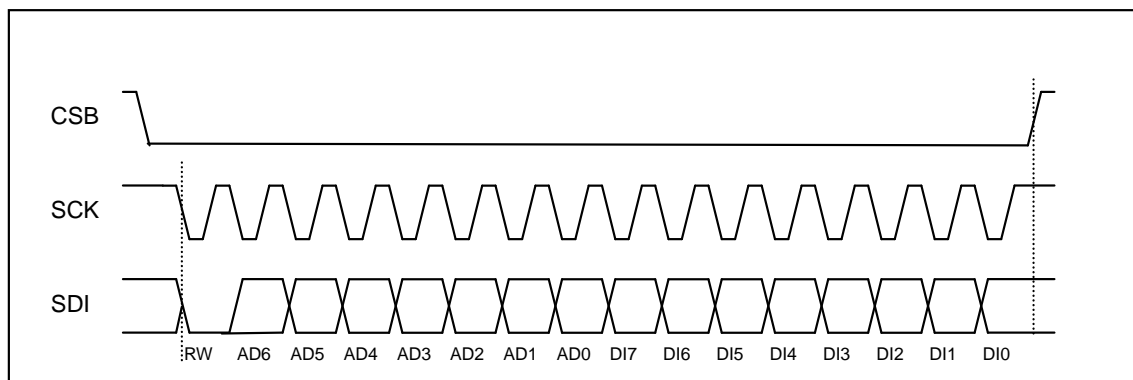 CSB
SCK
SDI
RW AD6 AD5 AD4 AD3 AD2 AD1 AD0 DI7 DI6 DI5 DI4 DI3 DI2 DI1 DI0